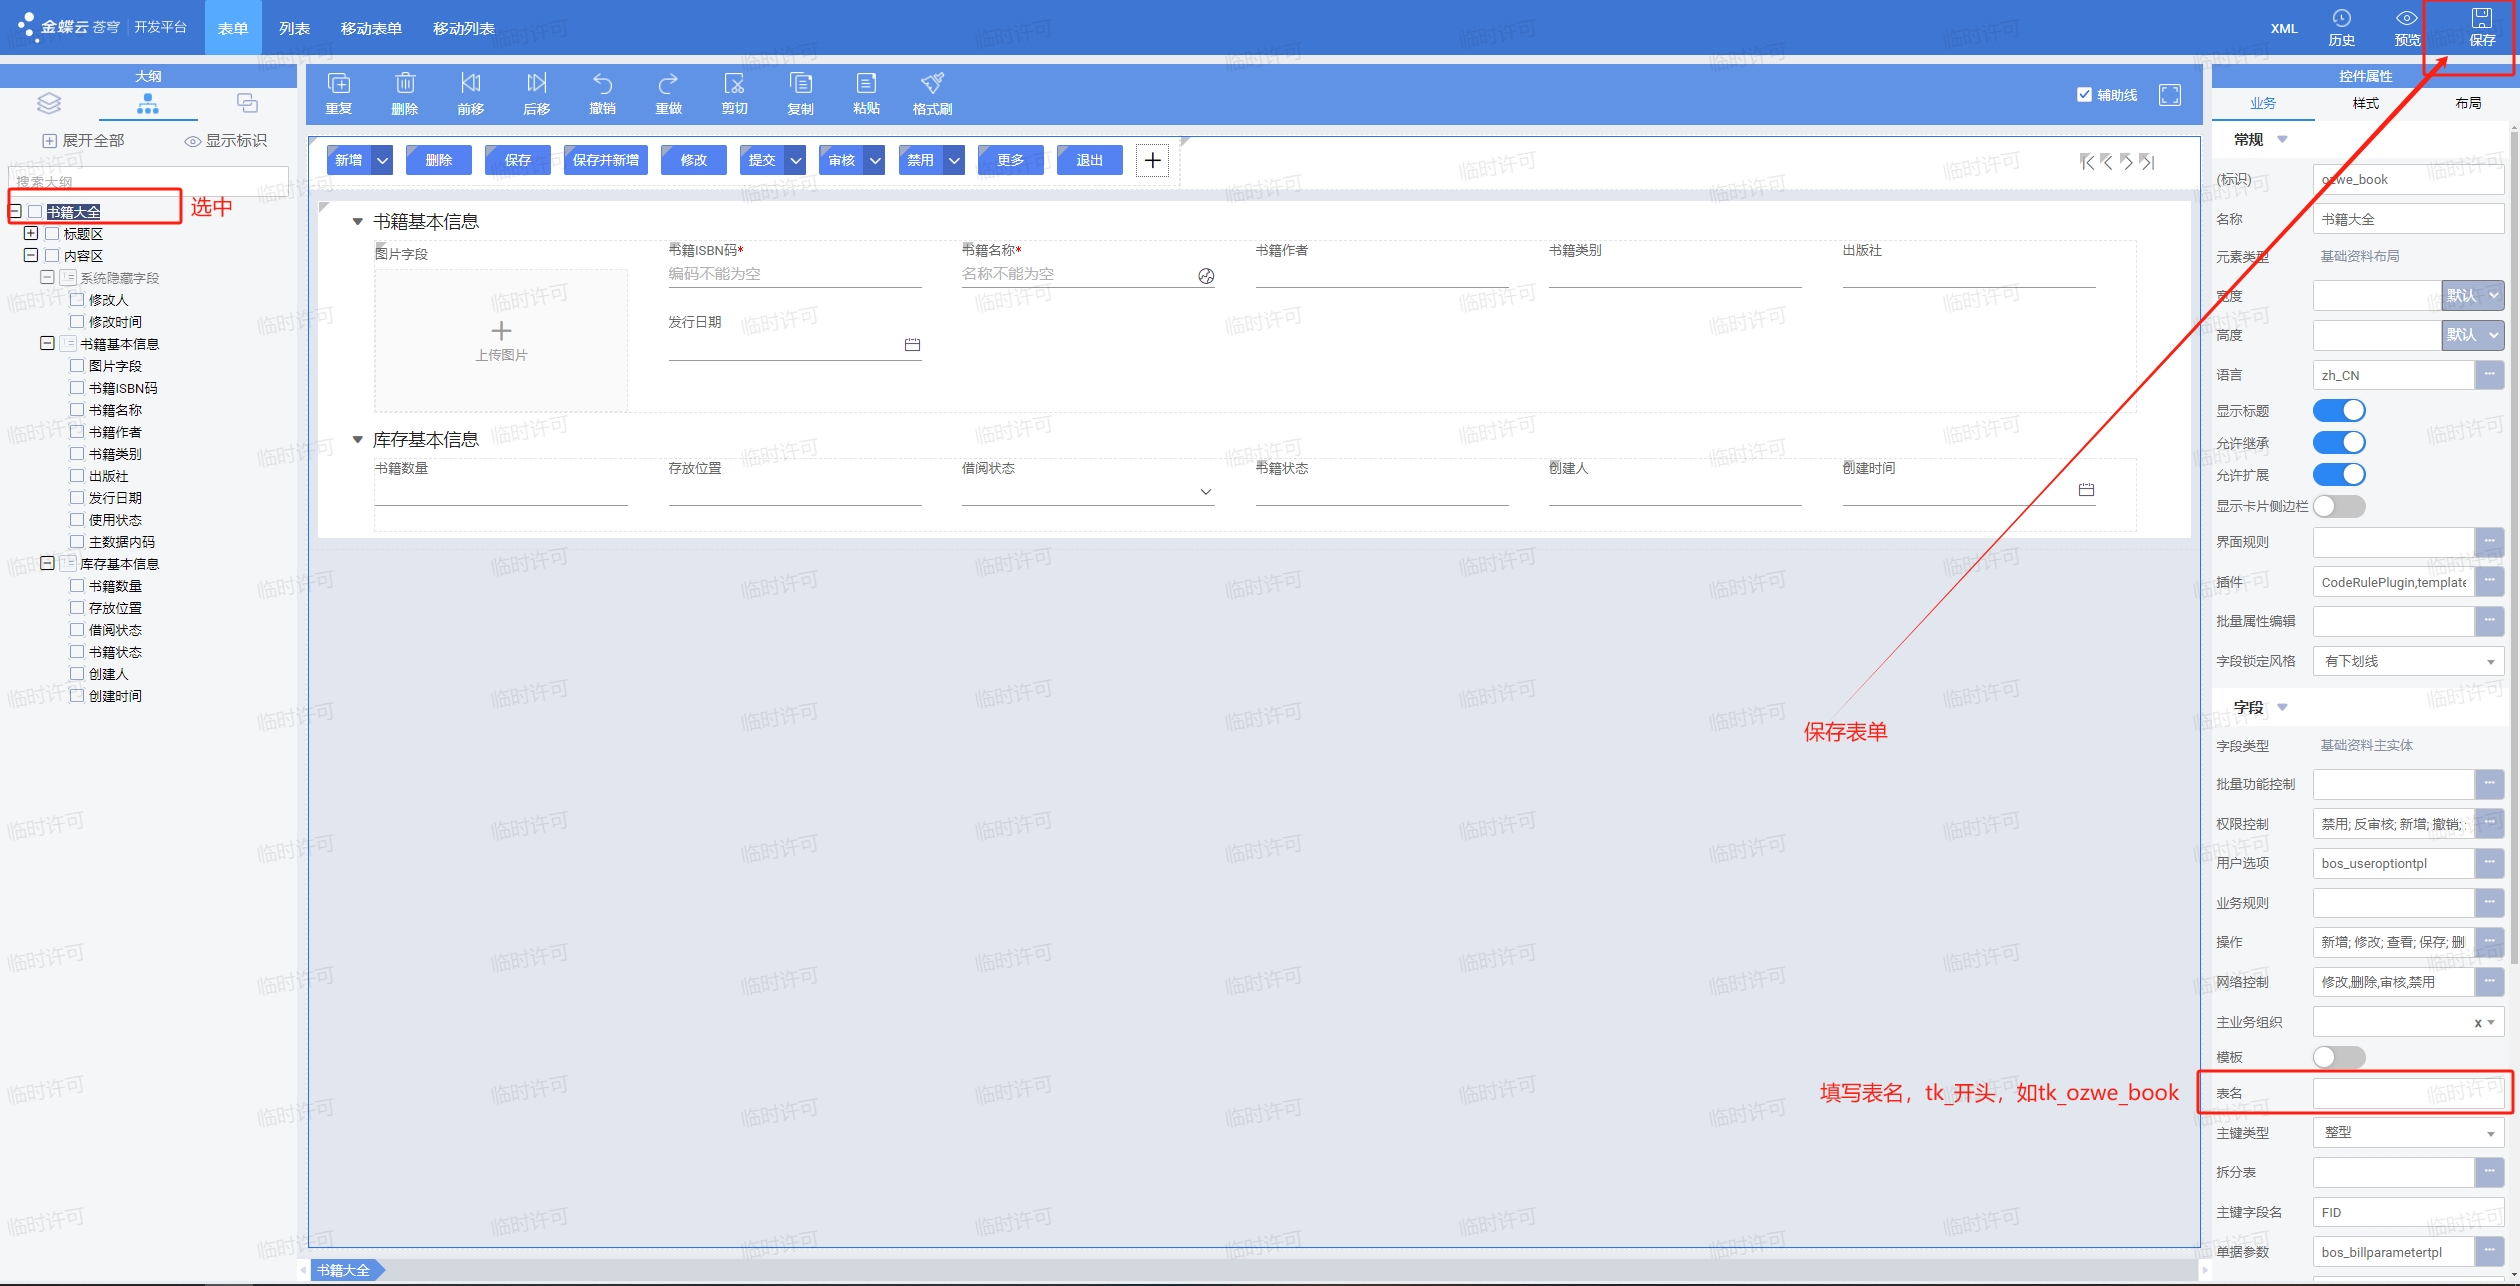 金蝶云苍穹 开发平台 表单 列表 移动表单 移动列表 XML 历史 预览 保存
大纲
展开全部 显示标识
搜索大纲
书籍大全 选中
标题区
内容区
系统隐藏字段
修改人
修改时间
书籍基本信息
图片字段
书籍ISBN码
书籍名称
书籍作者
书籍类别
出版社
发行日期
使用状态
主数据内码
库存基本信息
书籍数量
存放位置
借阅状态
书籍状态
创建人
创建时间
重复 删除 前移 后移 撤销 重做 剪切 复制 粘贴 格式刷 辅助线
新增 删除 保存 保存并新增 修改 提交 审核 禁用 更多 退出
书籍基本信息
图片字段 书籍ISBN码* 书籍名称* 书籍作者 书籍类别 出版社
编码不能为空 名称不能为空
发行日期
上传图片
库存基本信息
书籍数量 存放位置 借阅状态 书籍状态 创建人 创建时间
保存表单
填写表名，tk_开头，如tk_ozwe_book
书籍大全
控件属性
业务 样式 布局
常规
(标识) ozwe_book
名称 书籍大全
元素类型 基础资料布局
宽度 默认
高度 默认
语言 zh_CN
显示标题
允许继承
允许扩展
显示卡片侧边栏
界面规则
插件 CodeRulePlugin,template
批量属性编辑
字段锁定风格 有下划线
字段
字段类型 基础资料主实体
批量功能控制
权限控制 禁用; 反审核; 新增; 撤销;
用户选项 bos_useroptiontpl
业务规则
操作 新增; 修改; 查看; 保存; 删
网络控制 修改,删除,审核,禁用
主业务组织 x
模板
表名
主键类型 整型
拆分表
主键字段名 FID
单据参数 bos_billparametertpl
临时许可